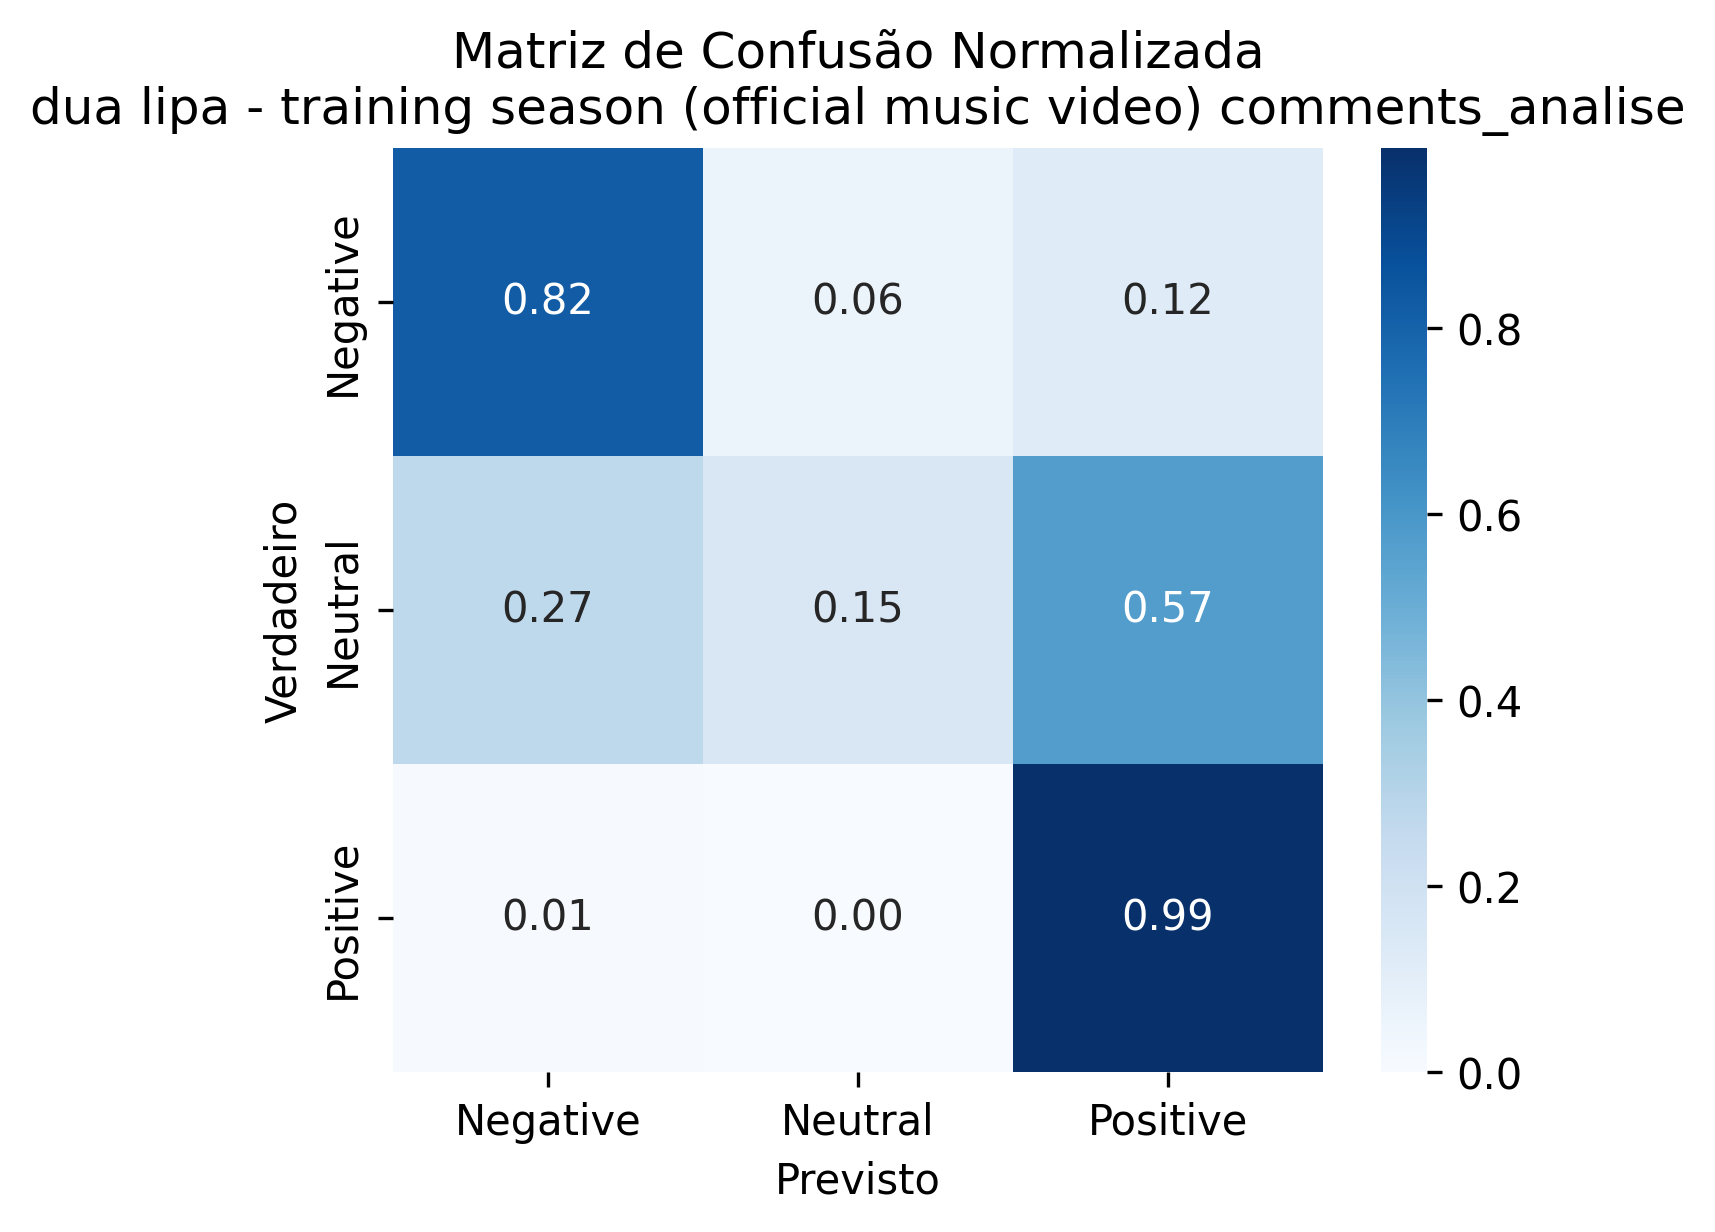 Matriz de Confusão Normalizada
dua lipa - training season (official music video) comments_analise
Negative
0.82
0.06
0.12
0.8
Verdadeiro
Neutral
0.27
0.15
0.57
0.6
0.4
Positive
0.01
0.00
0.99
0.2
0.0
Negative
Neutral
Positive
Previsto